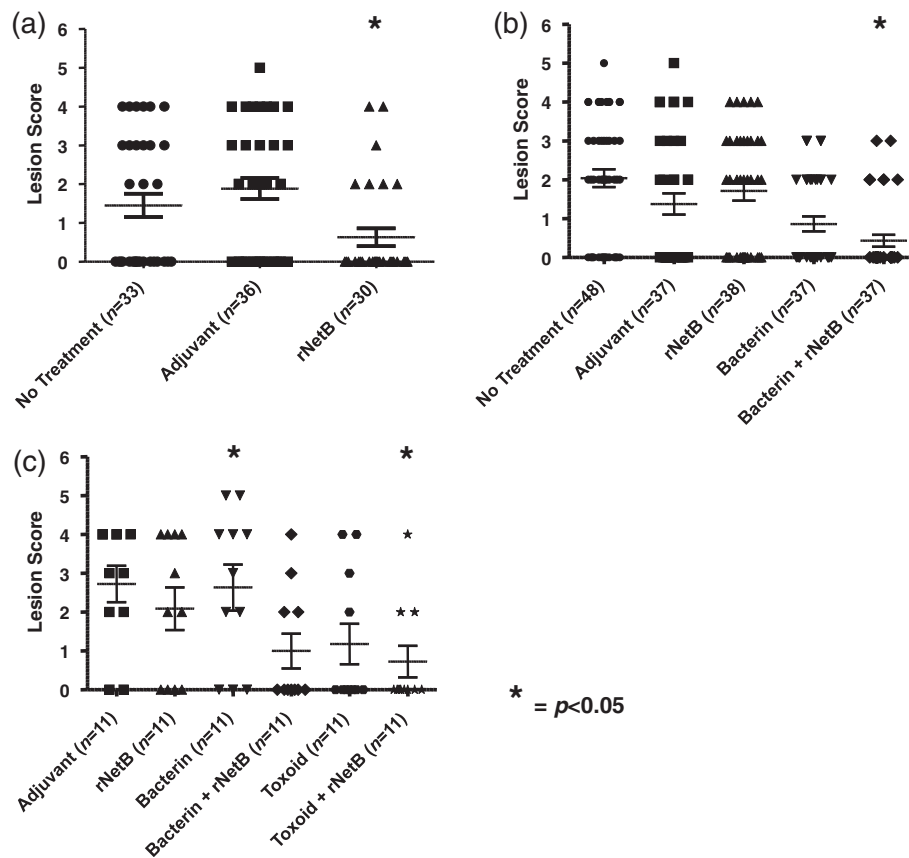 (a)
*
6
5
4
3
2
1
0
Lesion Score
No Treatment (n=33)
Adjuvant (n=36)
rNetB (n=30)
(b)
*
6
5
4
3
2
1
0
Lesion Score
No Treatment (n=48)
Adjuvant (n=37)
rNetB (n=38)
Bacterin (n=37)
Bacterin + rNetB (n=37)
(c)
* *
6
5
4
3
2
1
0
Lesion Score
Adjuvant (n=11)
rNetB (n=11)
Bacterin (n=11)
Bacterin + rNetB (n=11)
Toxoid (n=11)
Toxoid + rNetB (n=11)
* = p<0.05